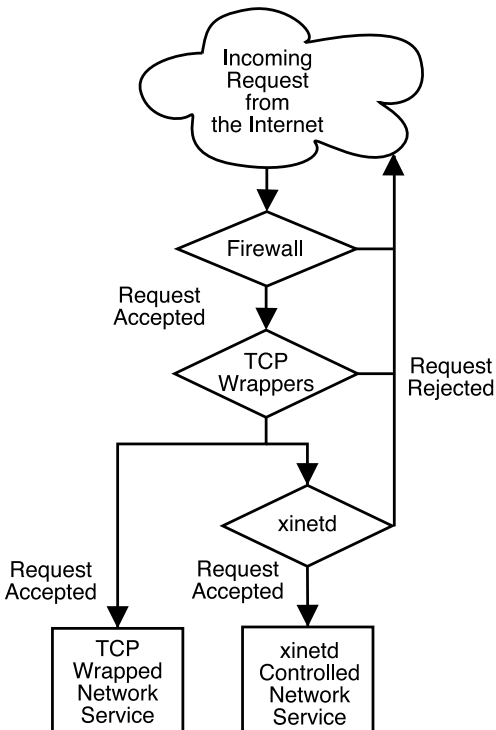 Incoming
Request
from
the Internet
Firewall
Request
Accepted
TCP
Wrappers
Request
Rejected
xinetd
Request
Accepted
Request
Accepted
TCP
Wrapped
Network
Service
xinetd
Controlled
Network
Service